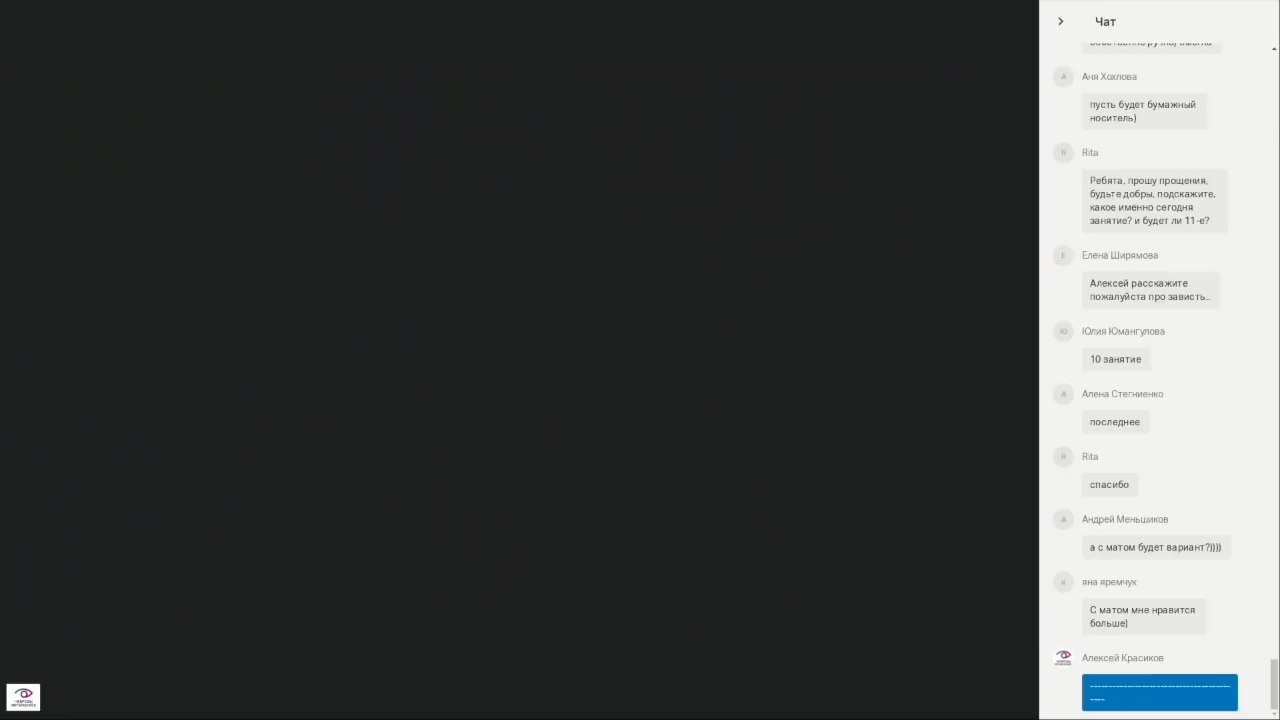 Чат
Аня Хохлова
пусть будет бумажный
носитель)
Rita
Ребята, прошу прощения,
будьте добры, подскажите,
какое именно сегодня
занятие? и будет ли 11-е?
Елена Ширямова
Алексей расскажите
пожалуйста про зависть..
Юлия Юмангулова
10 занятие
Алена Стегниенко
последнее
Rita
спасибо
Андрей Меньшиков
а с матом будет вариант?))))
яна яремчук
С матом мне нравится
больше)
Алексей Красиков